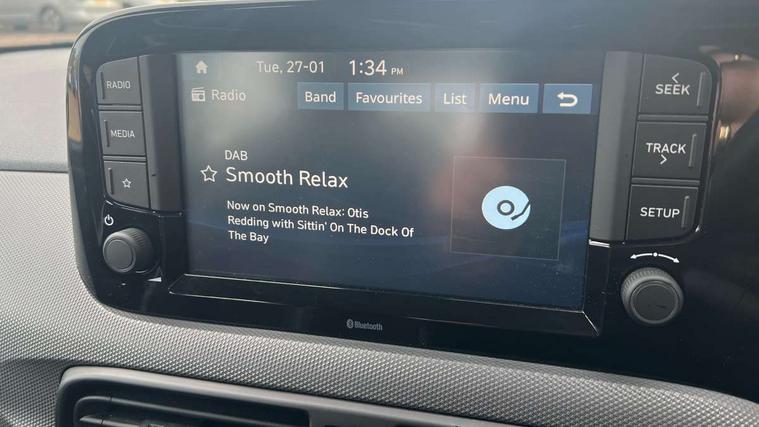 RADIO
MEDIA
Tue, 27-01 1:34 PM
Radio Band Favourites List Menu
DAB
Smooth Relax
Now on Smooth Relax: Otis
Redding with Sittin' On The Dock Of
The Bay
SEEK
TRACK
SETUP
Bluetooth